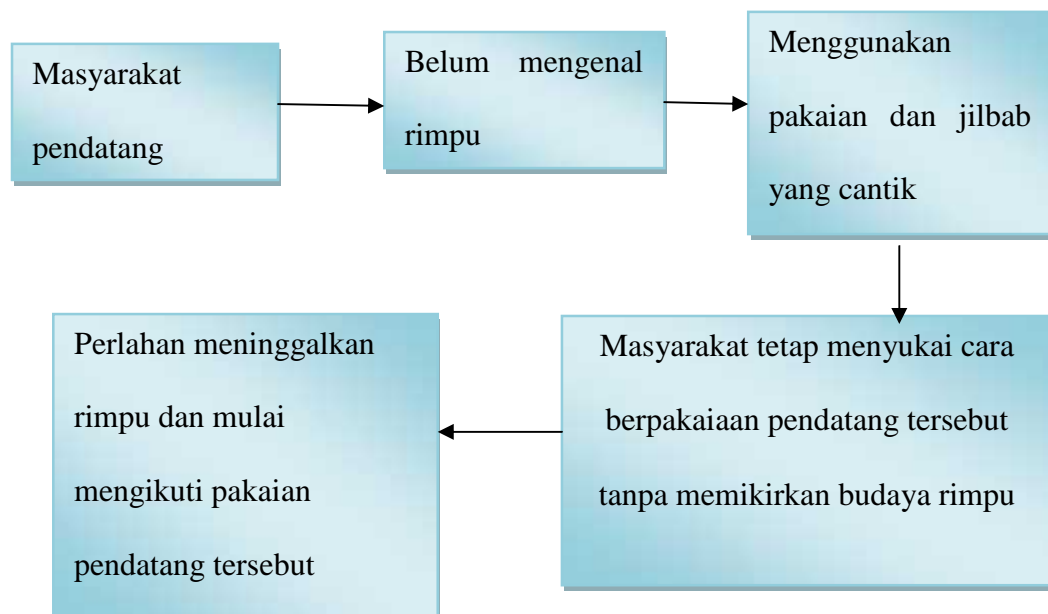 Masyarakat
pendatang
Belum mengenal
rimpu
Menggunakan
pakaian dan jilbab
yang cantik
Masyarakat tetap menyukai cara
berpakaiaan pendatang tersebut
tanpa memikirkan budaya rimpu
Perlahan meninggalkan
rimpu dan mulai
mengikuti pakaian
pendatang tersebut